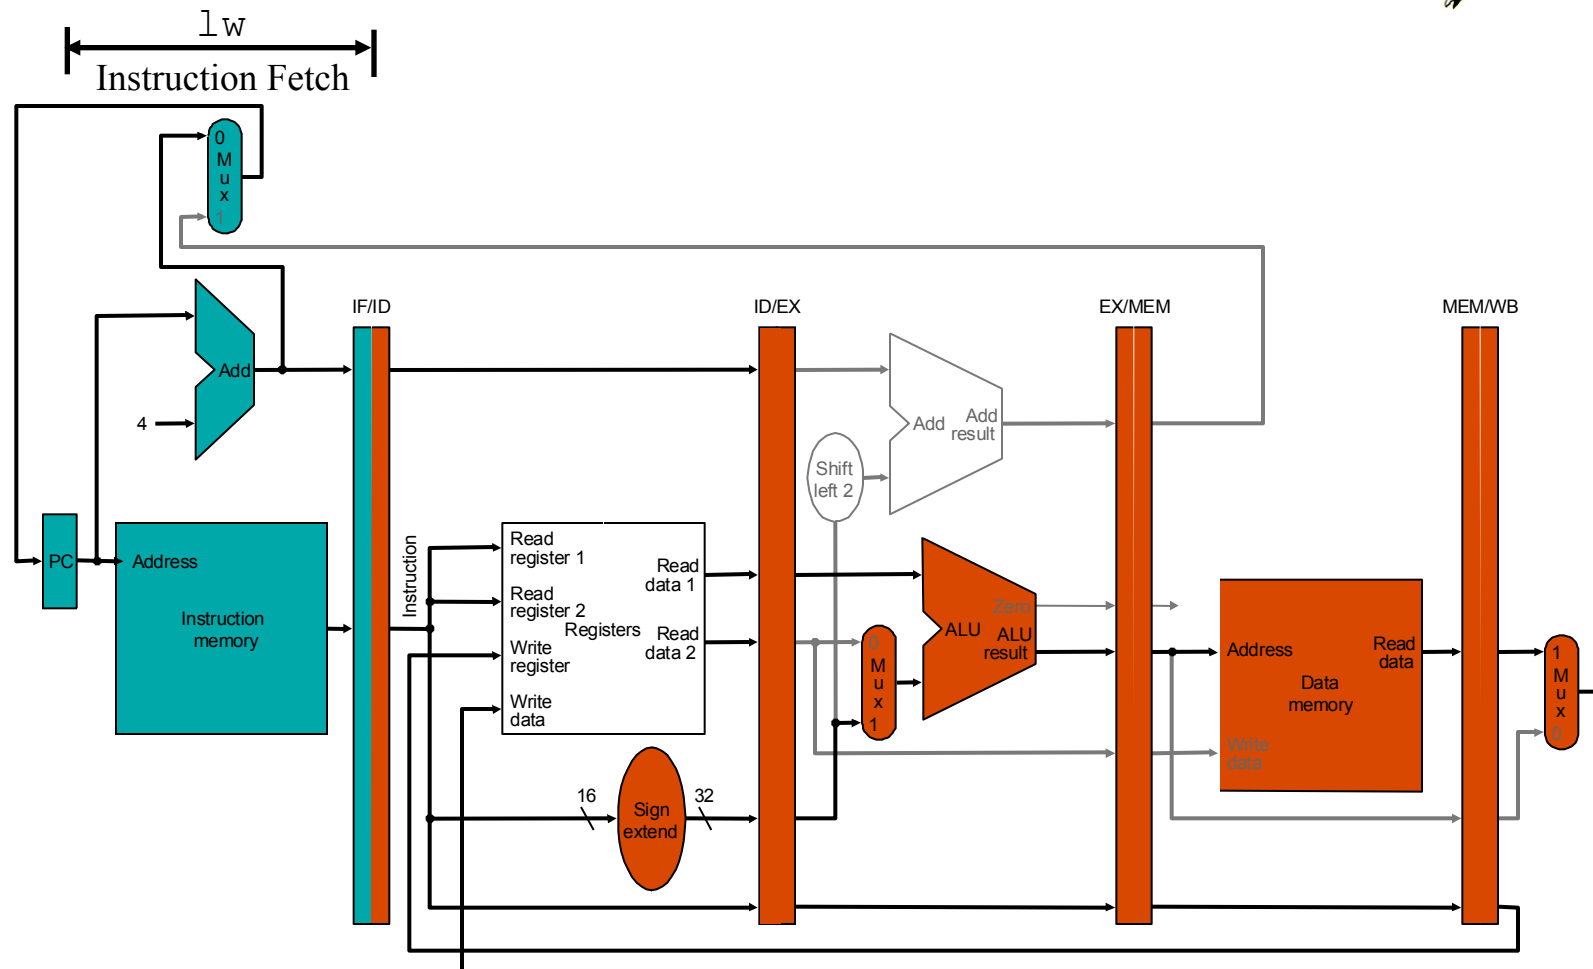 lw
Instruction Fetch
0
M
u
x
1
IF/ID
ID/EX
EX/MEM
MEM/WB
Add
4
Add
Add
result
Shift
left 2
PC
Address
Instruction
memory
Instruction
Read
register 1
Read
register 2
Write
register
Write
data
Registers
Read
data 1
Read
data 2
0
M
u
x
1
Zero
ALU
ALU
result
Address
Read
data
Data
memory
Write
data
1
M
u
x
0
16
Sign
extend
32